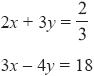 2x + 3y = 2/3
3x − 4y = 18